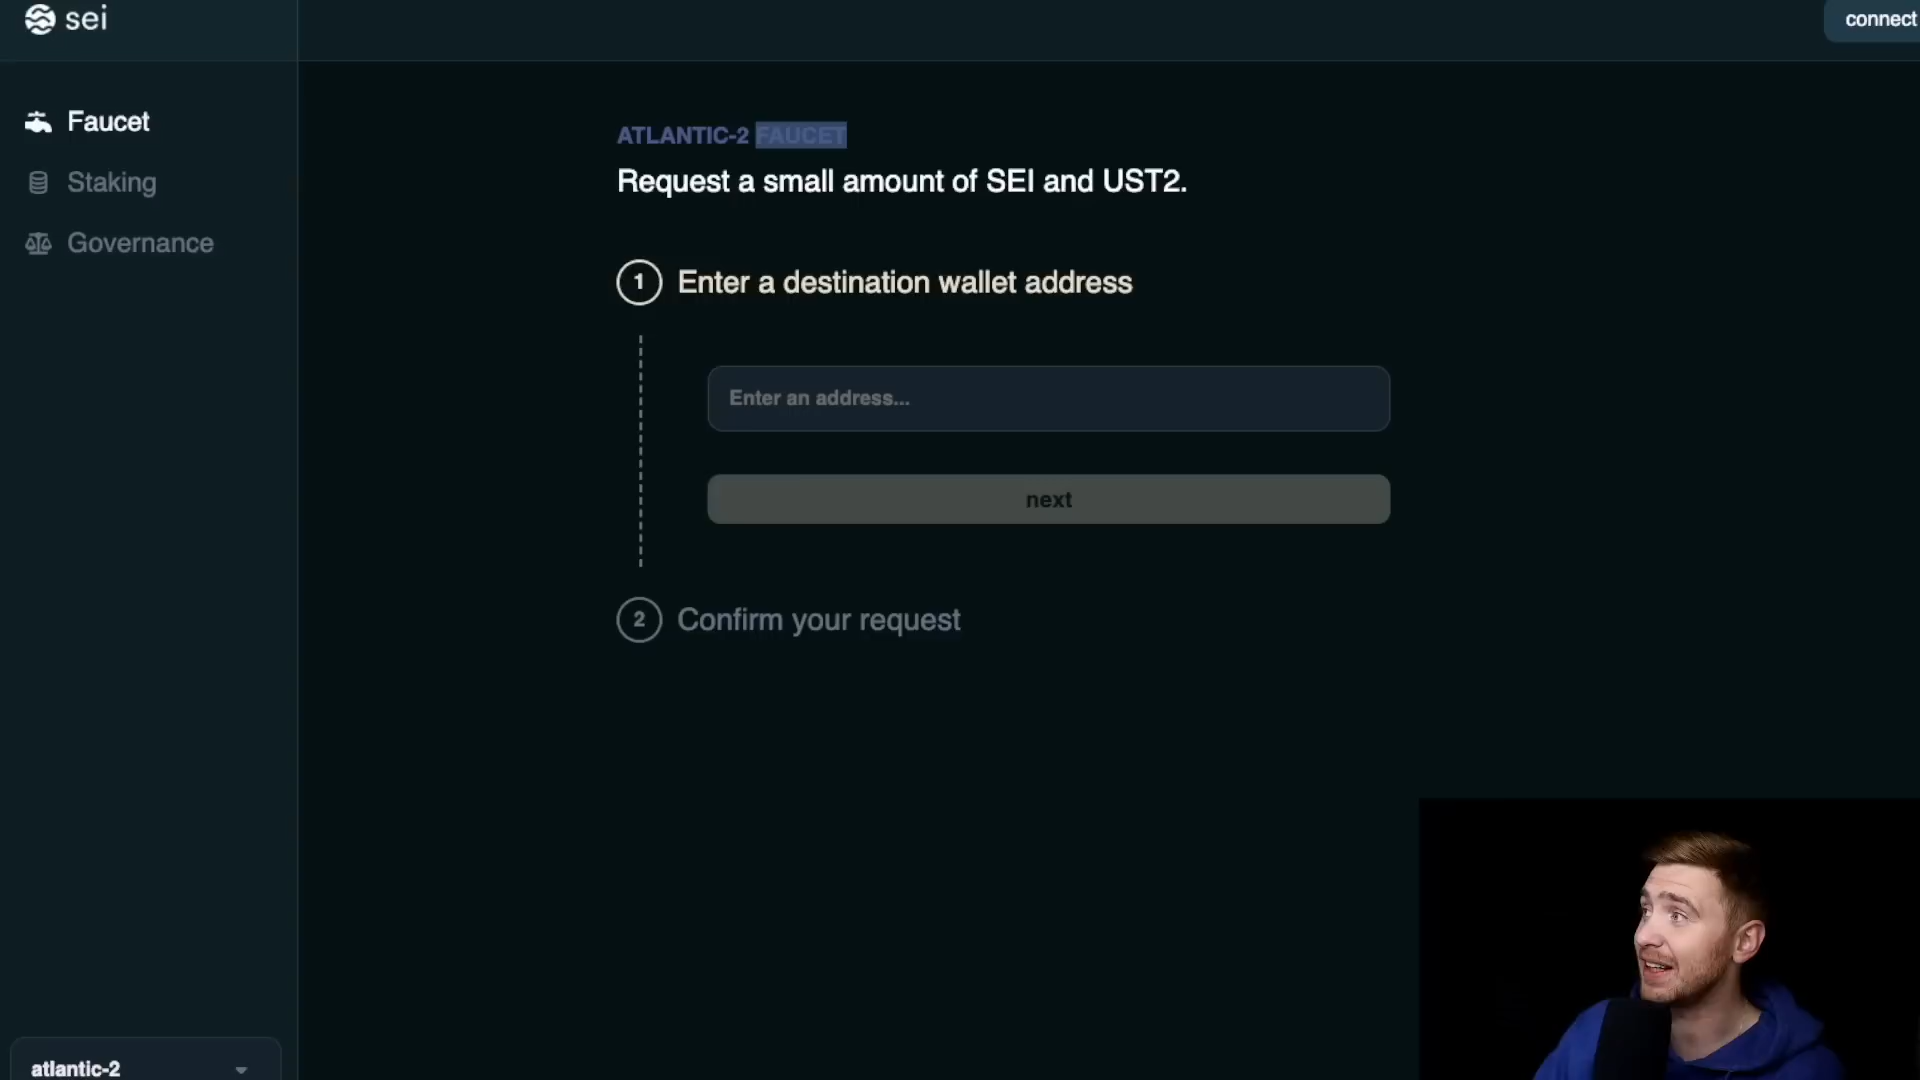 sei
connect
Faucet
Staking
Governance
ATLANTIC-2 FAUCET
Request a small amount of SEI and UST2.
1 Enter a destination wallet address
Enter an address...
next
2 Confirm your request
atlantic-2